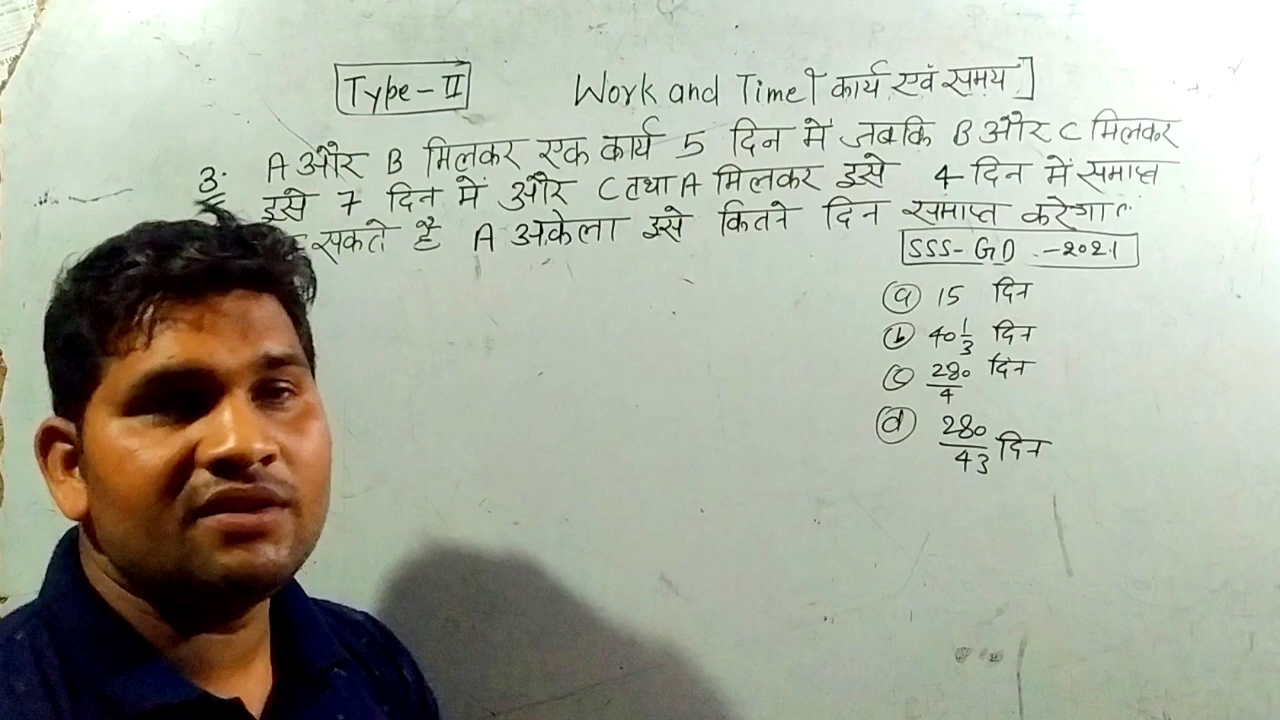 Type-II Work and Time [कार्य एवं समय]
3. A और B मिलकर एक कार्य 5 दिन में जबकि B और C मिलकर
इसे 7 दिन में और C तथा A मिलकर इसे 4 दिन में समाप्त
सकते है A अकेला इसे कितने दिन समाप्त करेगा
SSS-GD -2021
(a) 15 दिन
(b) 40 1/3 दिन
(c) 280/4 दिन
(d) 280/43 दिन